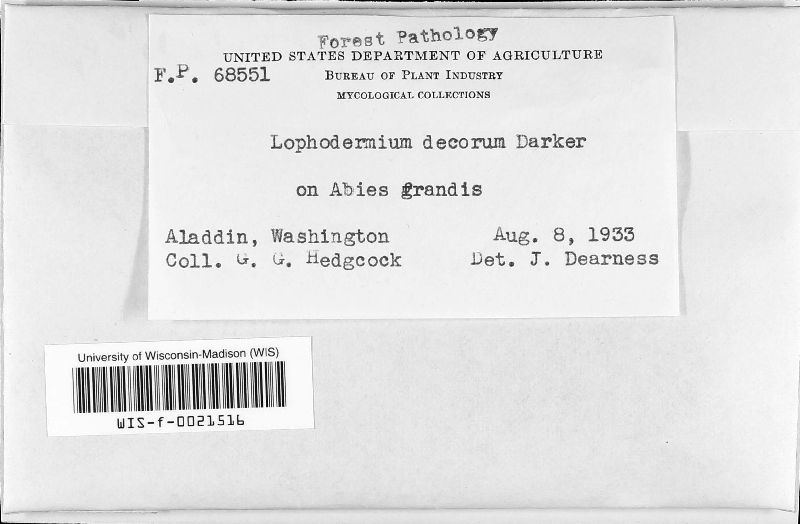 Forest Pathology
UNITED STATES DEPARTMENT OF AGRICULTURE
F.P. 68551 BUREAU OF PLANT INDUSTRY
MYCOLOGICAL COLLECTIONS
Lophodermium decorum Darker
on Abies grandis
Aladdin, Washington Aug. 8, 1933
Coll. G. G. Hedgcock Det. J. Dearness
University of Wisconsin-Madison (WIS)
WIS-f-0021516